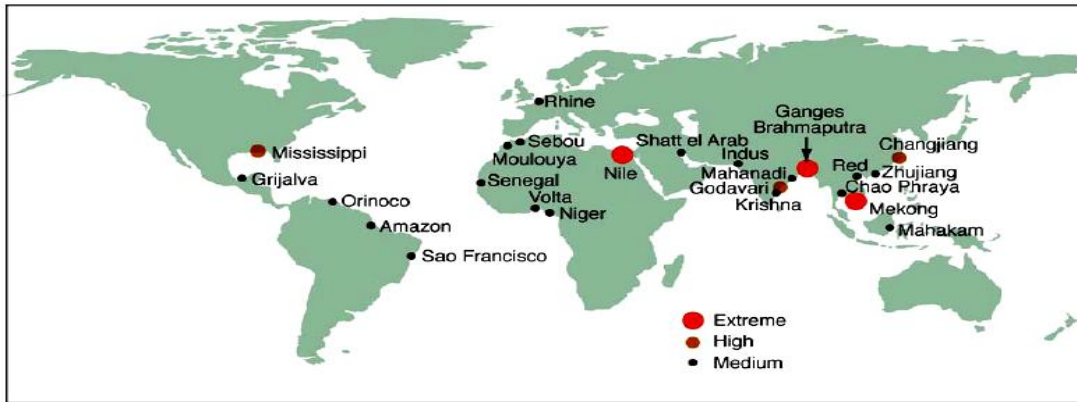 Rhine
Ganges
Brahmaputra
Sebou
Shatt el Arab
Changjiang
Mississippi
Moulouya
Nile
Indus
Red
Mahanadi
Zhujiang
Grijalva
Senegal
Godavari
Chao Phraya
Orinoco
Volta
Krishna
Niger
Mekong
Amazon
Mahakam
Sao Francisco
Extreme
High
Medium